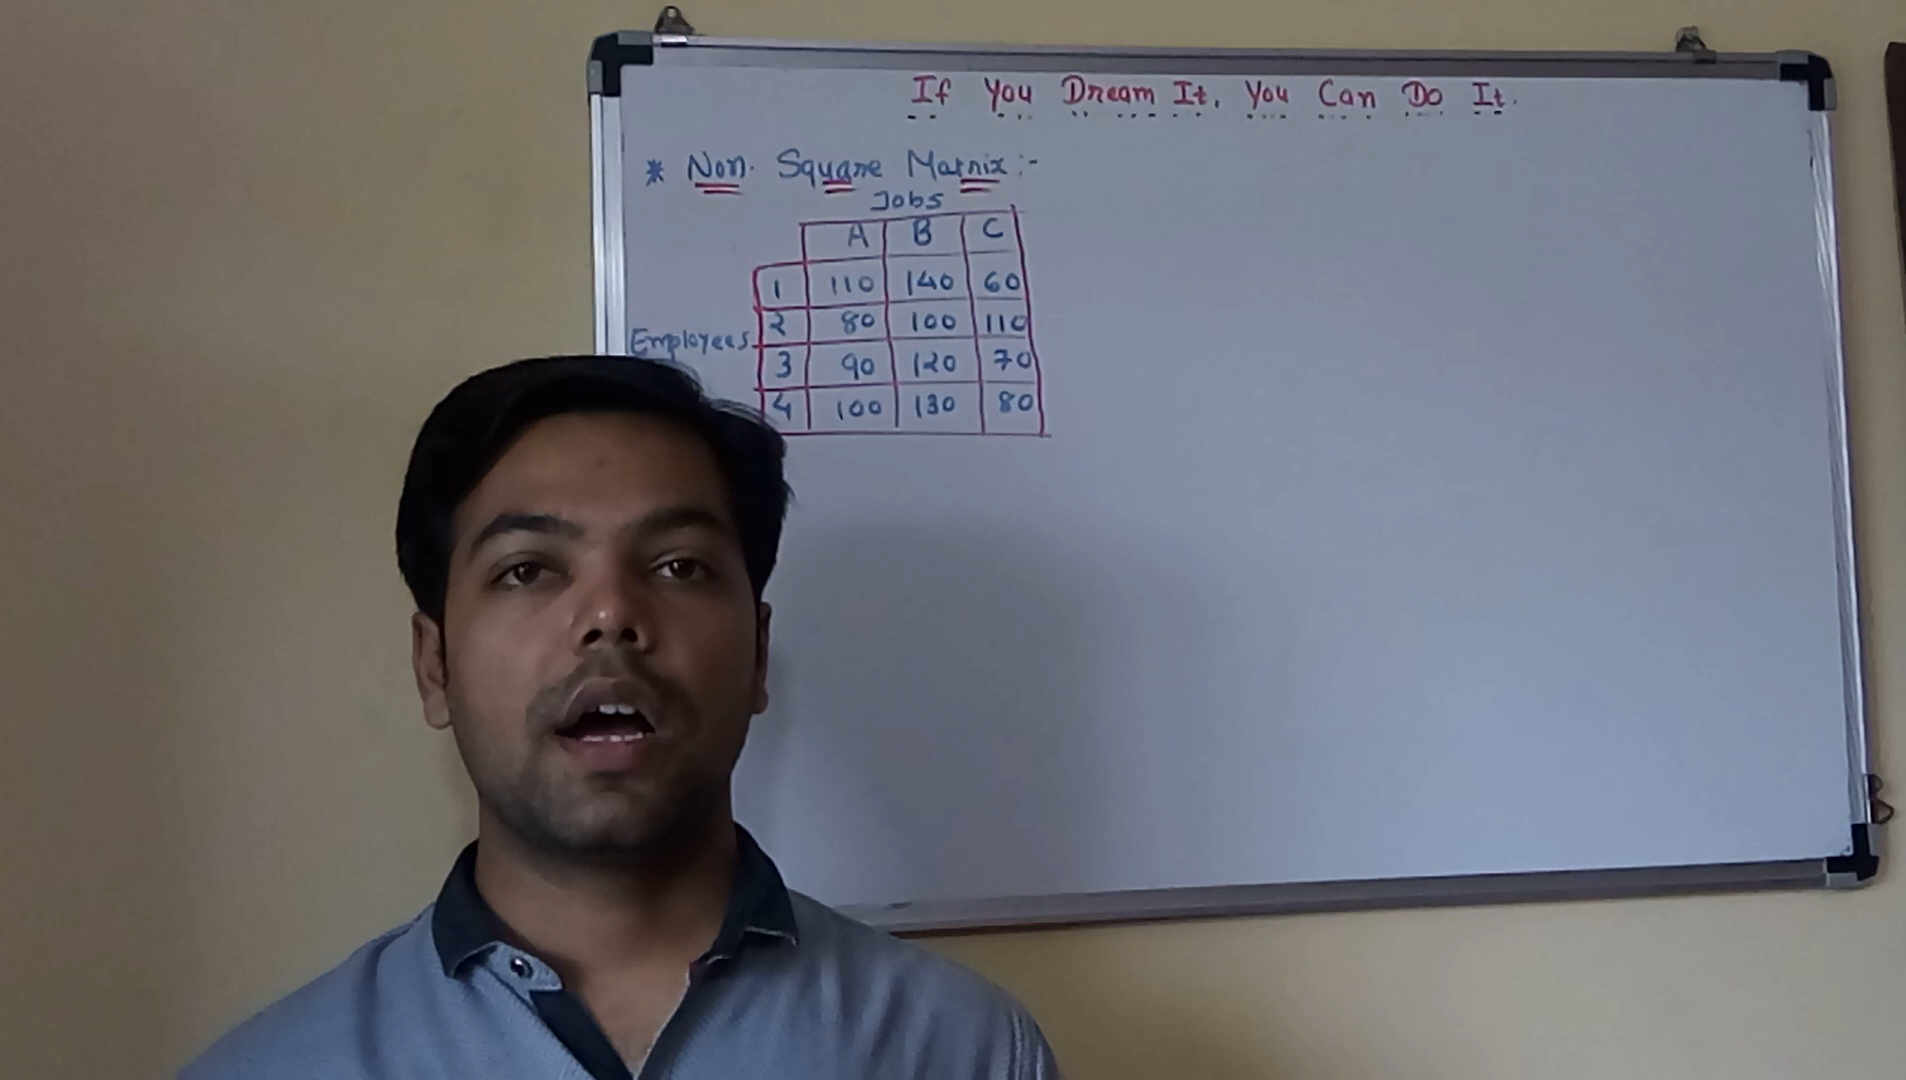 If You Dream It, You Can Do It.
* Non. Square Matrix :-
Jobs
A B C
1 110 140 60
2 80 100 110
Employees
3 90 120 70
4 100 130 80